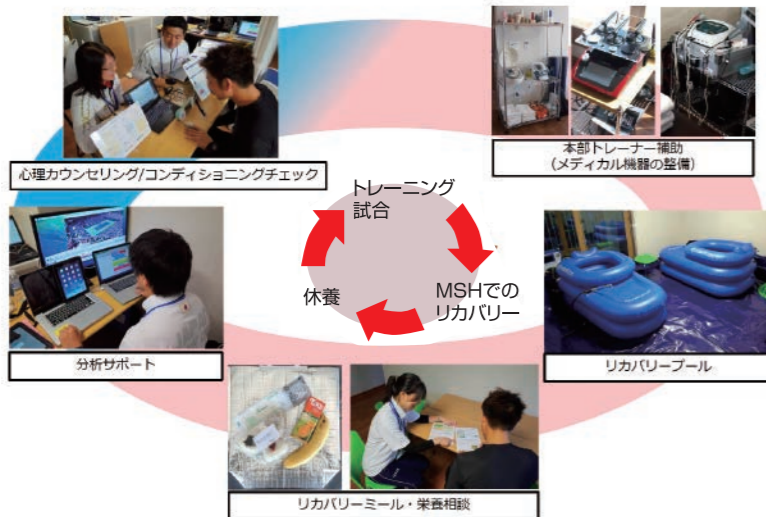 心理カウンセリング/コンディショニングチェック
本部トレーナー補助
(メディカル機器の整備)
トレーニング
試合
休養
MSHでの
リカバリー
分析サポート
リカバリープール
リカバリーミール・栄養相談